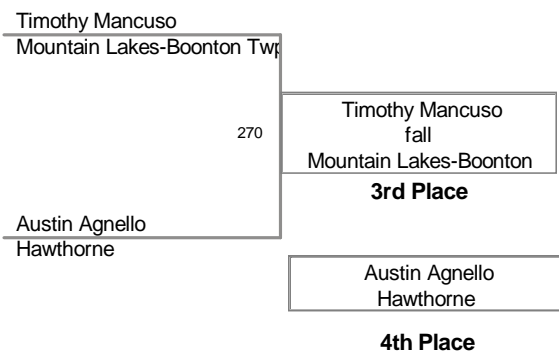 Timothy Mancuso
Mountain Lakes-Boonton Twp
270
Timothy Mancuso
fall
Mountain Lakes-Boonton
3rd Place
Austin Agnello
Hawthorne
Austin Agnello
Hawthorne
4th Place